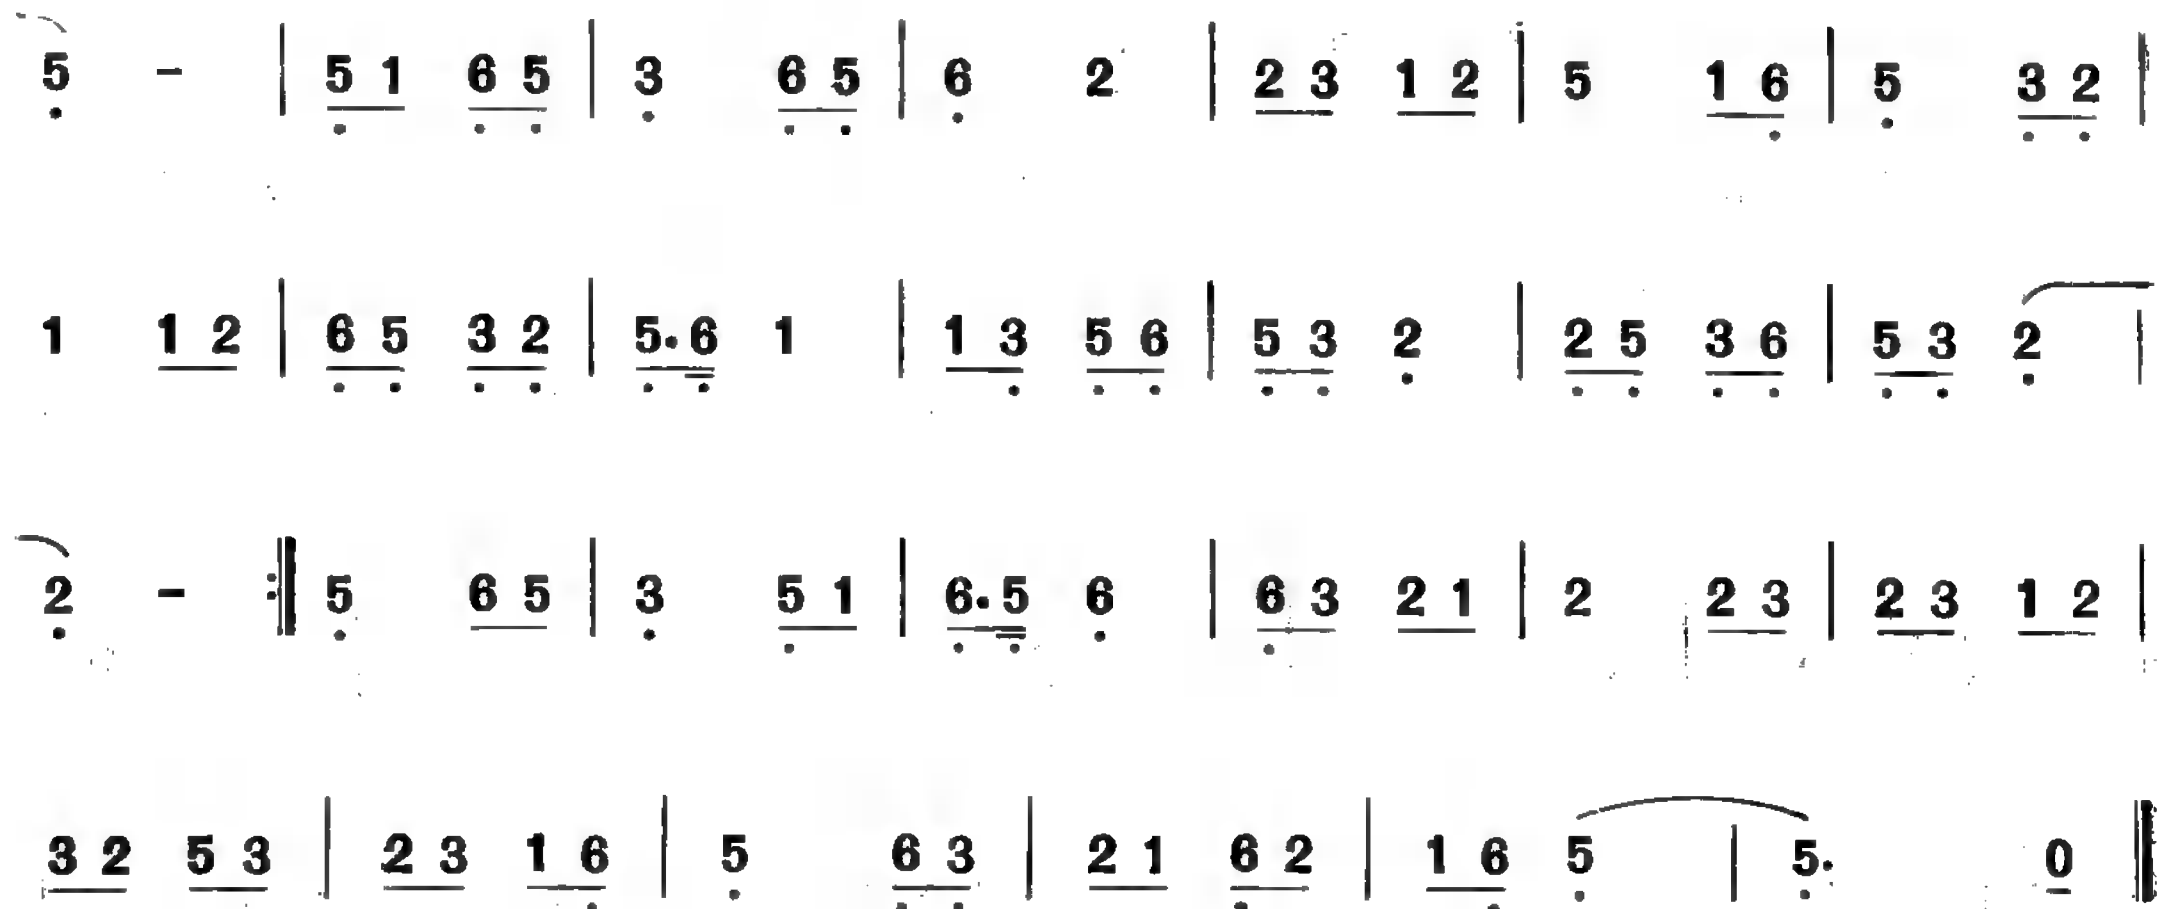 5̣ - | 5̣ 1 6̣ 5̣ | 3̣ 6̣ 5̣ | 6̣ 2 | 2 3 1 2 | 5 1 6̣ | 5̣ 3̣ 2̣ |
1 1 2 | 6̣ 5̣ 3̣ 2̣ | 5̣. 6̣ 1 | 1 3̣ 5̣ 6̣ | 5̣ 3̣ 2̣ | 2̣ 5̣ 3̣ 6̣ | 5̣ 3̣ 2̣ |
2̣ - :‖ 5̣ 6 5 | 3̣ 5̣ 1 | 6̣. 5̣ 6̣ | 6̣ 3 2 1 | 2 2 3 | 2 3 1 2 |
3 2 5 3 | 2 3 1 6̣ | 5̣ 6̣ 3̣ | 2 1 6̣ 2 | 1 6̣ 5̣ | 5̣. 0 ‖